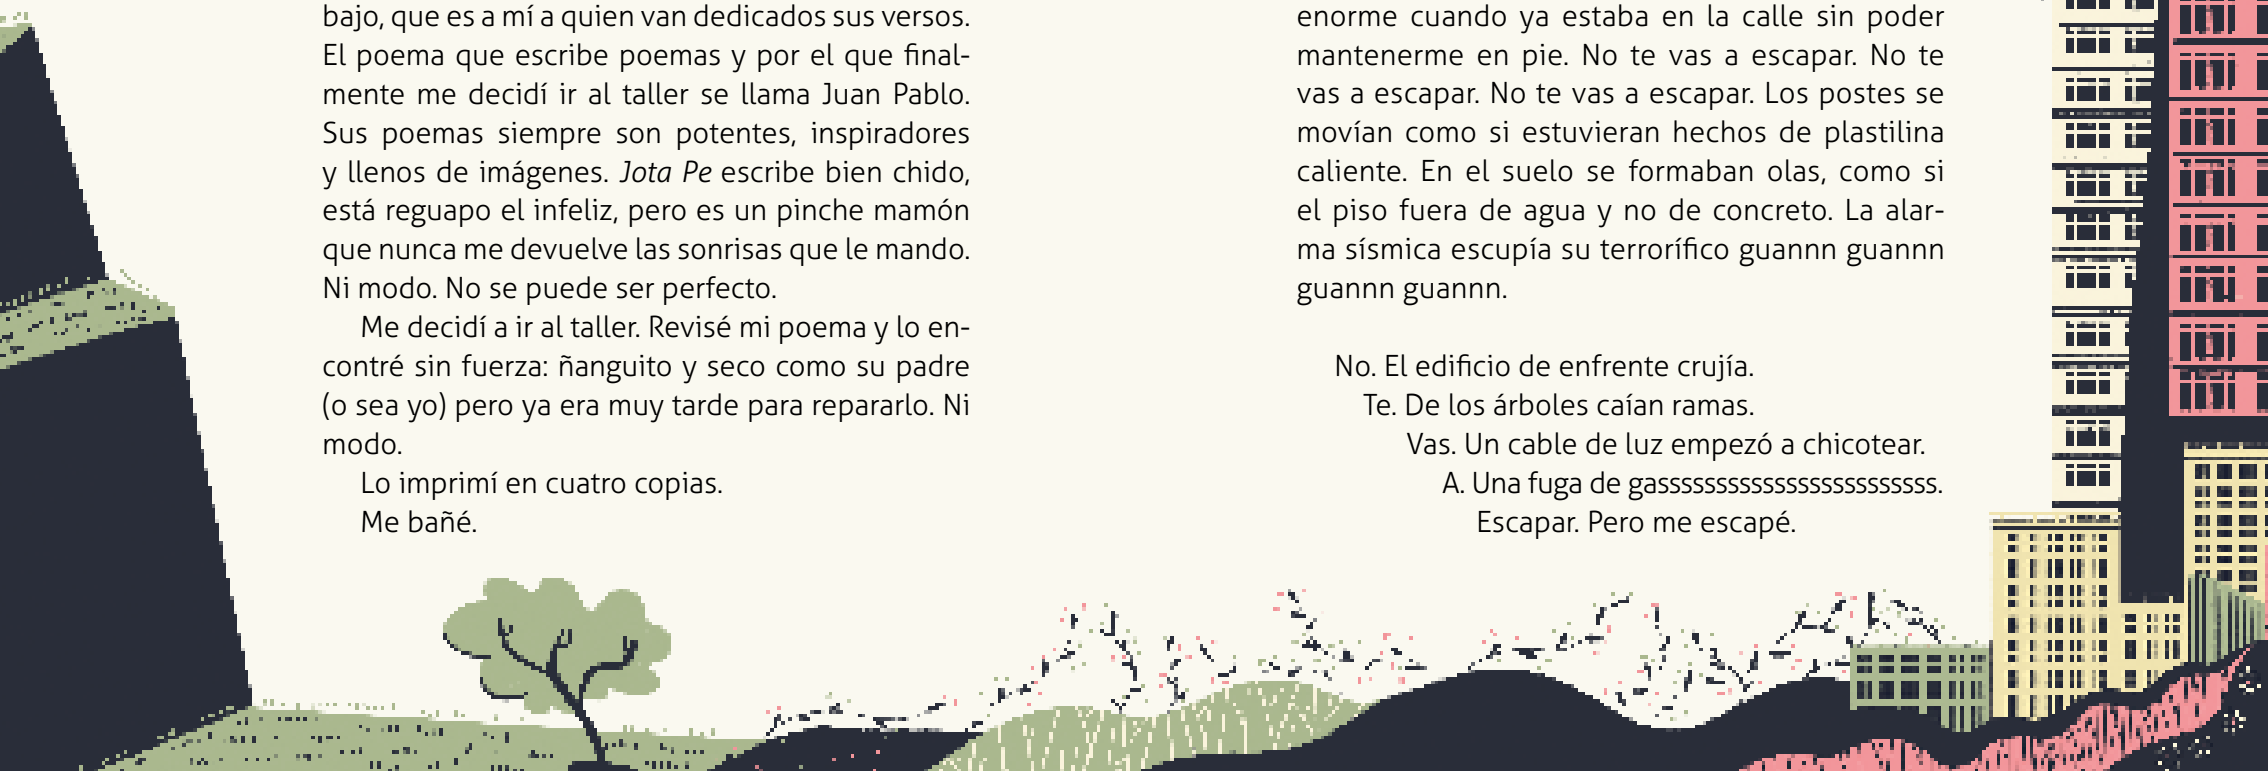 bajo, que es a mí a quien van dedicados sus versos.
El poema que escribe poemas y por el que final-
mente me decidí ir al taller se llama Juan Pablo.
Sus poemas siempre son potentes, inspiradores
y llenos de imágenes. Jota Pe escribe bien chido,
está reguapo el infeliz, pero es un pinche mamón
que nunca me devuelve las sonrisas que le mando.
Ni modo. No se puede ser perfecto.
Me decidí a ir al taller. Revisé mi poema y lo en-
contré sin fuerza: ñanguito y seco como su padre
(o sea yo) pero ya era muy tarde para repararlo. Ni
modo.
Lo imprimí en cuatro copias.
Me bañé.
enorme cuando ya estaba en la calle sin poder
mantenerme en pie. No te vas a escapar. No te
vas a escapar. No te vas a escapar. Los postes se
movían como si estuvieran hechos de plastilina
caliente. En el suelo se formaban olas, como si
el piso fuera de agua y no de concreto. La alar-
ma sísmica escupía su terrorífico guannn guannn
guannn guannn.
No. El edificio de enfrente crujía.
Te. De los árboles caían ramas.
Vas. Un cable de luz empezó a chicotear.
A. Una fuga de gasssssssssssssssssssssssss.
Escapar. Pero me escapé.